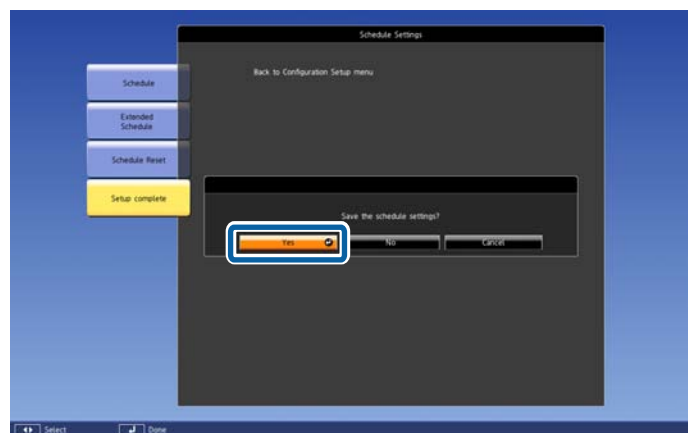 Schedule Settings
Back to Configuration Setup menu
Schedule
Extended
Schedule
Schedule Reset
Setup complete
Save the schedule settings?
Yes No Cancel
Select Done